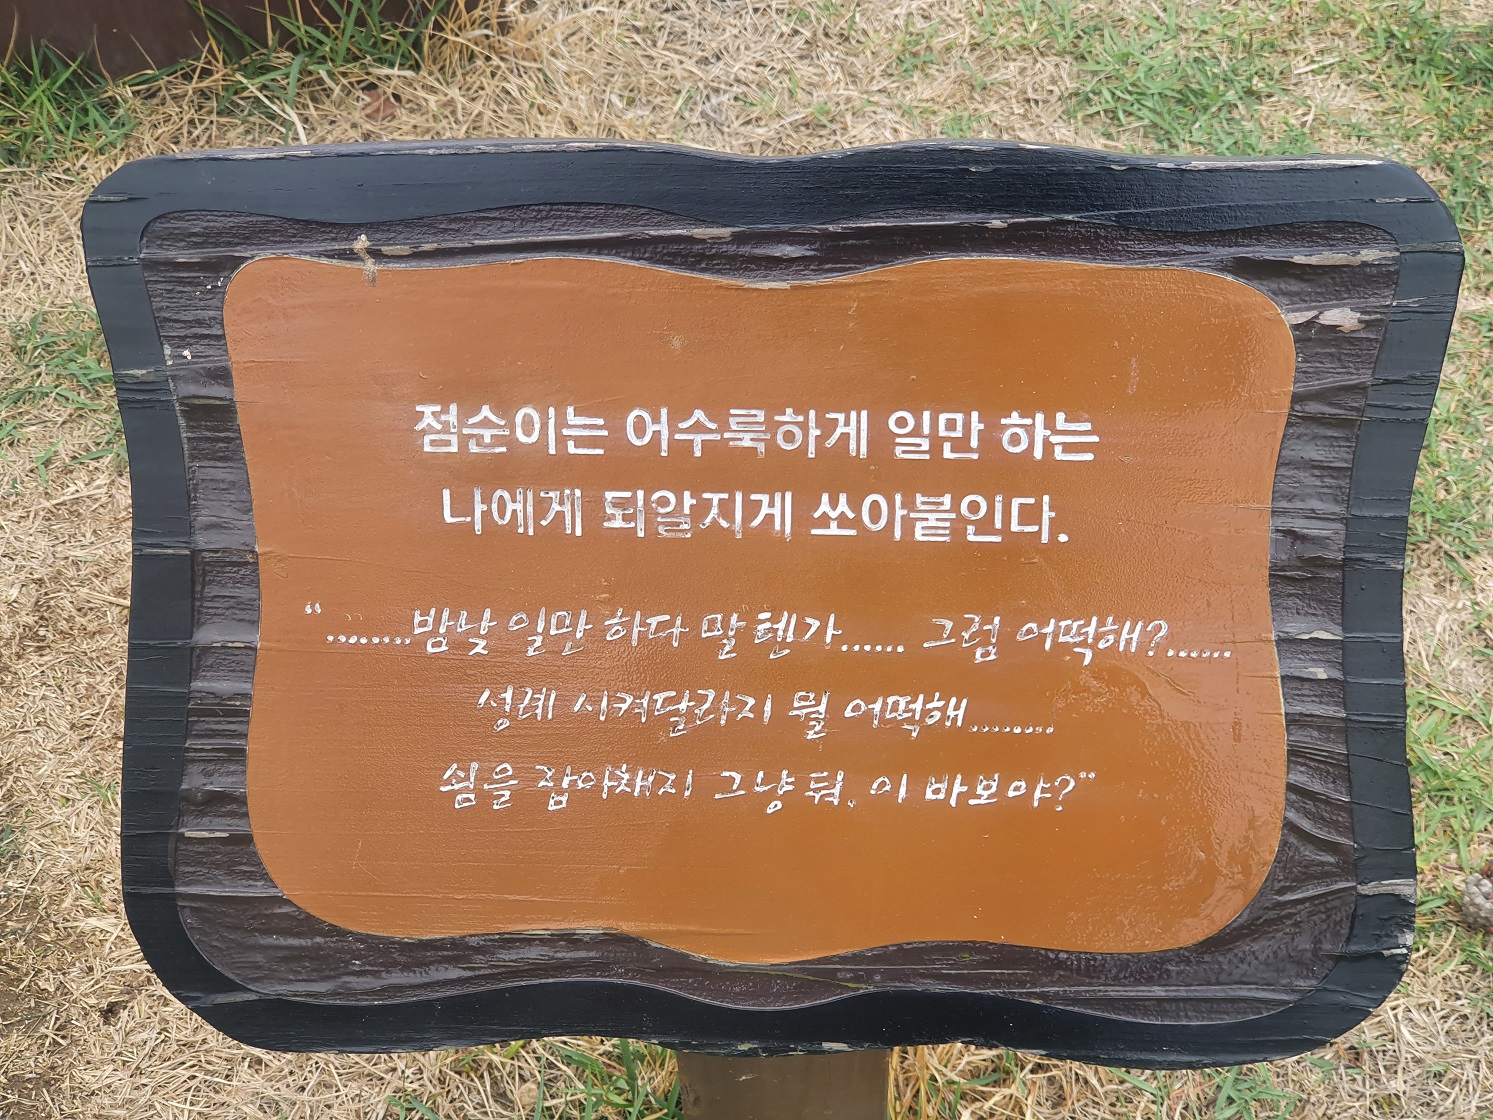 점순이는 어수룩하게 일만 하는
나에게 되알지게 쏘아붙인다.
“........밤낮 일만 하다 말텐가...... 그럼 어떡해?......
성례 시켜달라지 뭘 어떡해........
쇰을 잡아채지 그냥 둬, 이 바보야?”